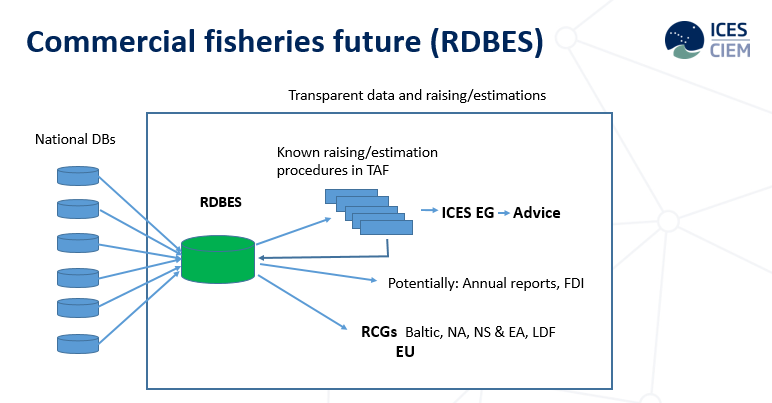 Commercial fisheries future (RDBES)
ICES
CIEM
Transparent data and raising/estimations
National DBs
Known raising/estimation
procedures in TAF
RDBES
ICES EG
Advice
Potentially: Annual reports, FDI
RCGs Baltic, NA, NS & EA, LDF
EU